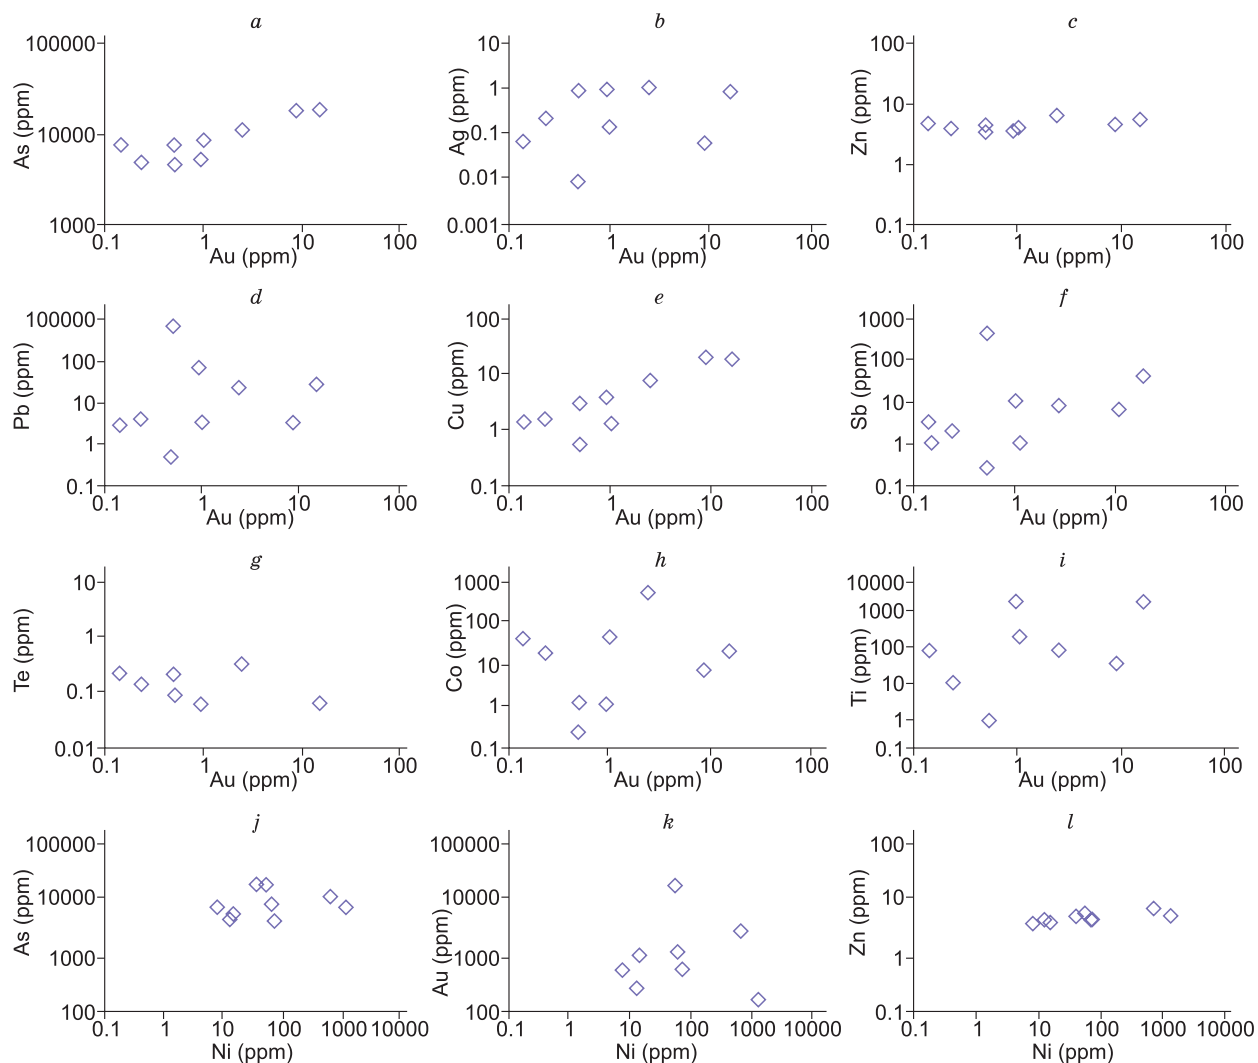 a b c
100000 10 100
10000 1 10
1000 0.1 1
0.01
0.001 0.1
As (ppm) Ag (ppm) Zn (ppm)
0.1 1 10 100 0.1 1 10 100 0.1 1 10 100
Au (ppm) Au (ppm) Au (ppm)
d e f
100000 100 1000
100 10 100
10 1 10
1 0.1 1
0.1 0.1
Pb (ppm) Cu (ppm) Sb (ppm)
0.1 1 10 100 0.1 1 10 100 0.1 1 10 100
Au (ppm) Au (ppm) Au (ppm)
g h i
10 1000 10000
1 100 1000
0.1 10 100
0.01 1 10
0.1 1
0.1
Te (ppm) Co (ppm) Ti (ppm)
0.1 1 10 100 0.1 1 10 100 0.1 1 10 100
Au (ppm) Au (ppm) Au (ppm)
j k l
100000 100000 100
10000 10000 10
1000 1000 1
100 100 0.1
As (ppm) Au (ppm) Zn (ppm)
0.1 1 10 100 1000 10000 0.1 1 10 100 1000 10000 0.1 1 10 100 1000 10000
Ni (ppm) Ni (ppm) Ni (ppm)